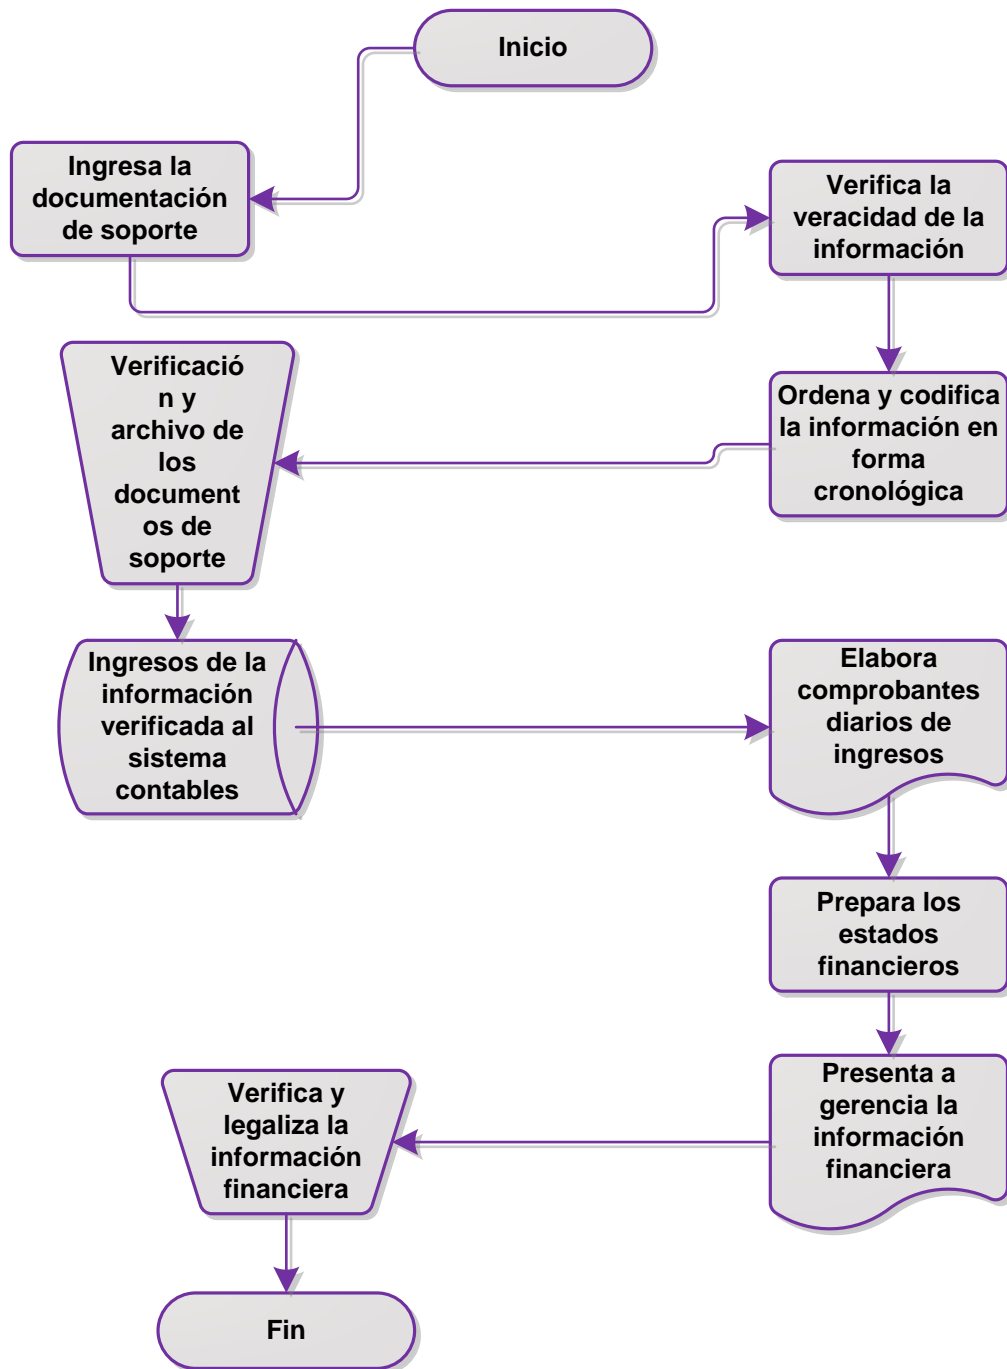 Inicio
Ingresa la
documentación
de soporte
Verifica la
veracidad de la
información
Ordena y codifica
la información en
forma
cronológica
Verificació
n y
archivo de
los
document
os de
soporte
Ingresos de la
información
verificada al
sistema
contables
Elabora
comprobantes
diarios de
ingresos
Prepara los
estados
financieros
Presenta a
gerencia la
información
financiera
Verifica y
legaliza la
información
financiera
Fin